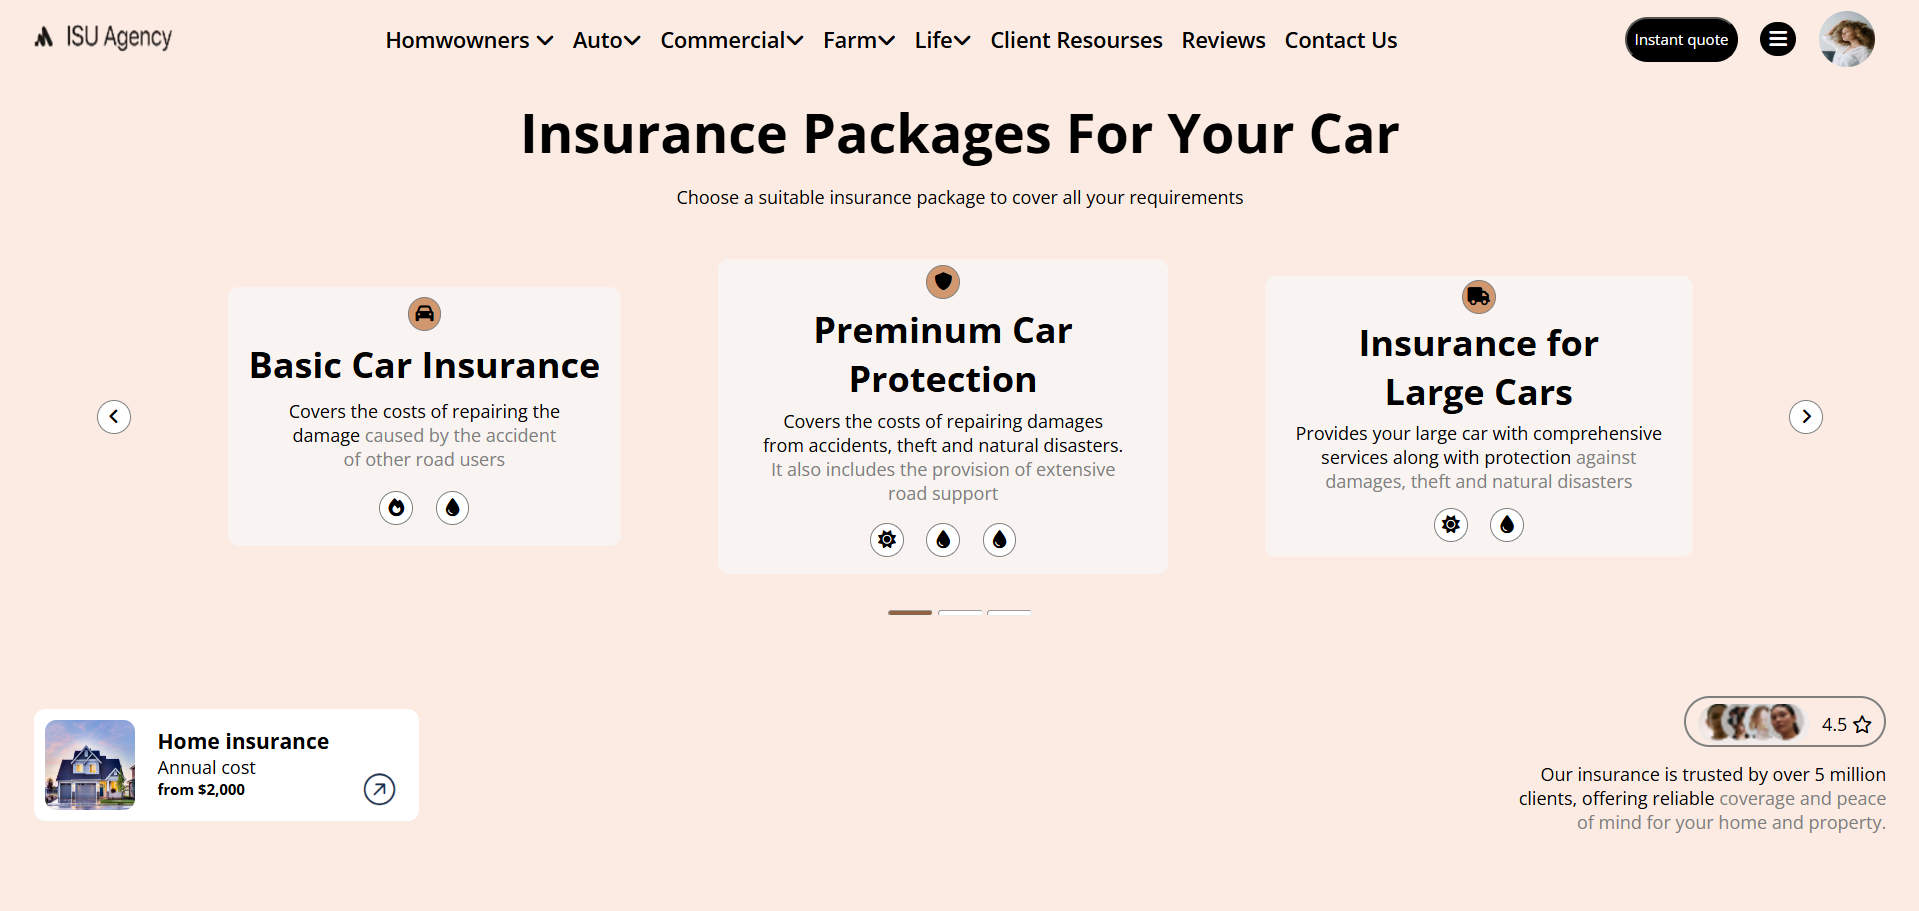 ISU Agency
Homwowners Auto Commercial Farm Life Client Resourses Reviews Contact Us
Instant quote
Insurance Packages For Your Car
Choose a suitable insurance package to cover all your requirements
Basic Car Insurance
Covers the costs of repairing the
damage caused by the accident
of other road users
Preminum Car
Protection
Covers the costs of repairing damages
from accidents, theft and natural disasters.
It also includes the provision of extensive
road support
Insurance for
Large Cars
Provides your large car with comprehensive
services along with protection against
damages, theft and natural disasters
Home insurance
Annual cost
from $2,000
4.5
Our insurance is trusted by over 5 million
clients, offering reliable coverage and peace
of mind for your home and property.